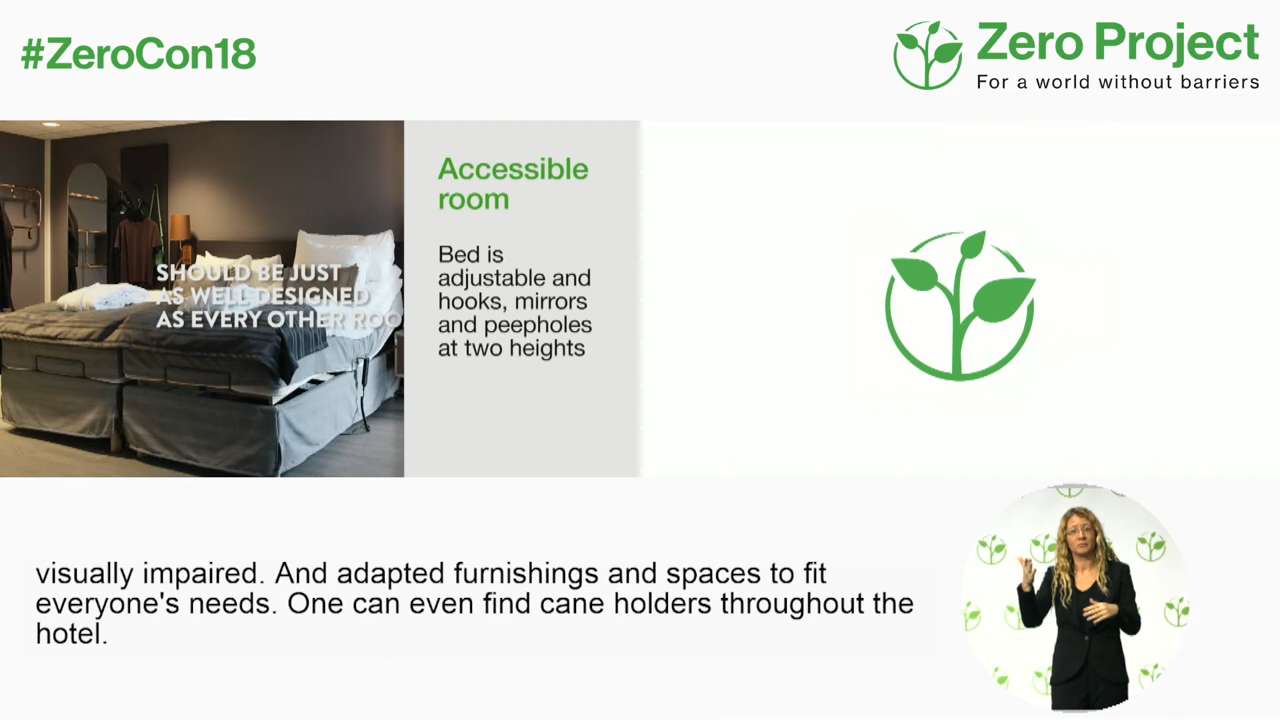 #ZeroCon18
Zero Project
For a world without barriers
SHOULD BE JUST
AS WELL DESIGNED
AS EVERY OTHER ROO
Accessible
room
Bed is
adjustable and
hooks, mirrors
and peepholes
at two heights
visually impaired. And adapted furnishings and spaces to fit
everyone's needs. One can even find cane holders throughout the
hotel.